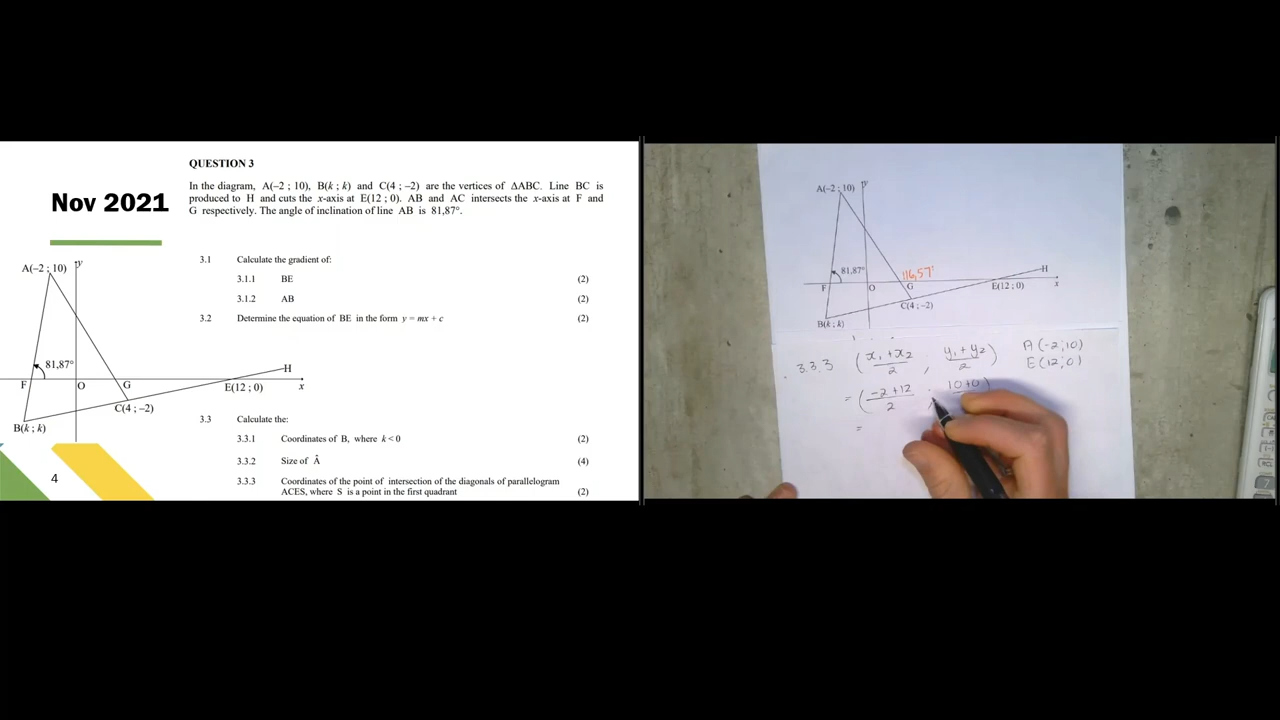 Nov 2021
QUESTION 3
In the diagram, A(–2 ; 10), B(k ; k) and C(4 ; –2) are the vertices of ΔABC. Line BC is
produced to H and cuts the x-axis at E(12 ; 0). AB and AC intersects the x-axis at F and
G respectively. The angle of inclination of line AB is 81,87°.
3.1 Calculate the gradient of:
3.1.1 BE (2)
3.1.2 AB (2)
3.2 Determine the equation of BE in the form y = mx + c (2)
3.3 Calculate the:
3.3.1 Coordinates of B, where k < 0 (2)
3.3.2 Size of Â (4)
3.3.3 Coordinates of the point of intersection of the diagonals of parallelogram
ACES, where S is a point in the first quadrant (2)
A(–2 ; 10)
y
81,87°
H
F
O
G
E(12 ; 0)
x
C(4 ; –2)
B(k ; k)
4
A(–2 ; 10)
y
81,87°
116,57°
H
F
O
G
E(12 ; 0)
x
C(4 ; –2)
B(k ; k)
3.3.3 (x₁ + x₂ / 2 ; y₁ + y₂ / 2) A (-2 ; 10)
E (12 ; 0)
= (-2 + 12 / 2 ; 10 + 0)
=